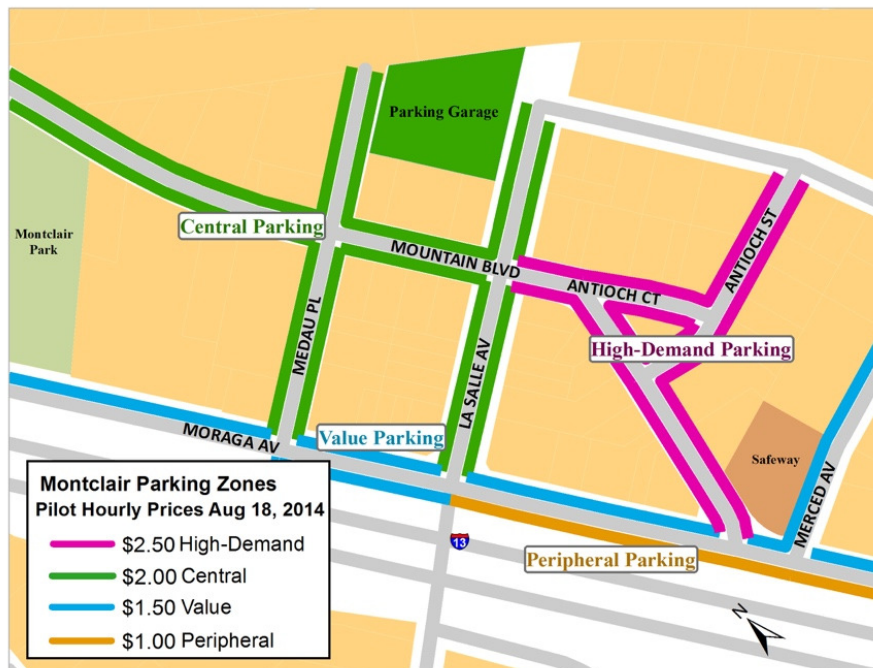 Parking Garage
Montclair
Park
Central Parking
MOUNTAIN BLVD
ANTIOCH ST
ANTIOCH CT
MEDAU PL
High-Demand Parking
LA SALLE AV
MORAGA AV
Value Parking
Safeway
MERCED AV
Montclair Parking Zones
Pilot Hourly Prices Aug 18, 2014
$2.50 High-Demand
$2.00 Central
$1.50 Value
$1.00 Peripheral
13
Peripheral Parking
N